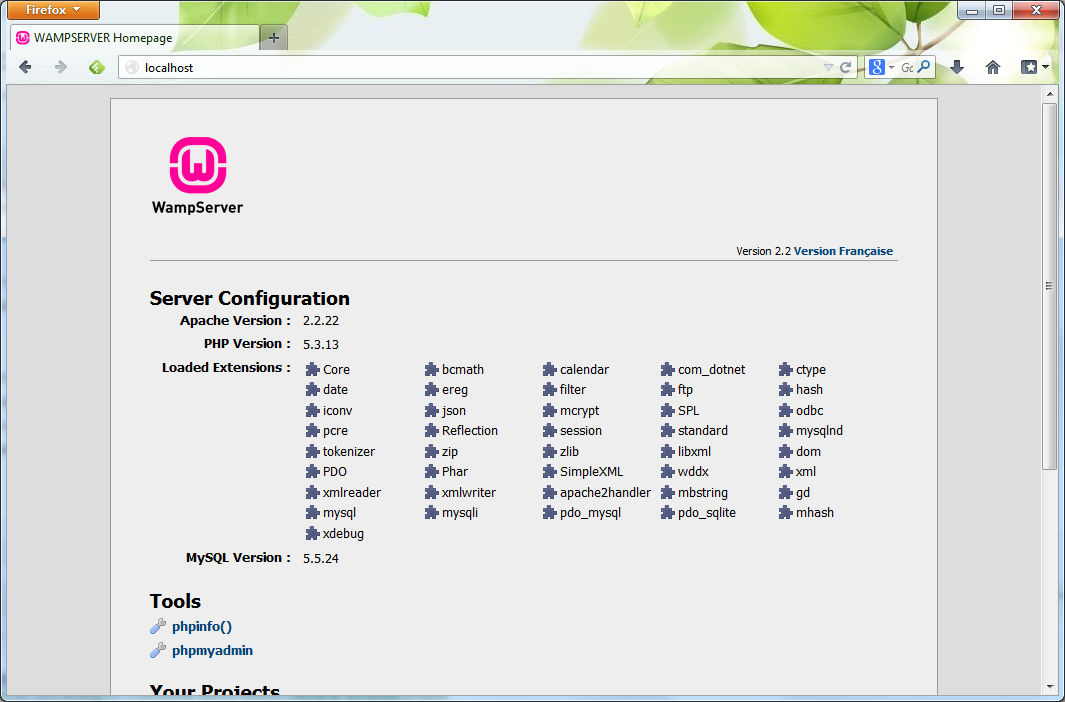 Firefox
WAMPSERVER Homepage
localhost
8 Go
WampServer
Version 2.2 Version Française
Server Configuration
Apache Version : 2.2.22
PHP Version : 5.3.13
Loaded Extensions : Core bcmath calendar com_dotnet ctype
date ereg filter ftp hash
iconv json mcrypt SPL odbc
pcre Reflection session standard mysqlnd
tokenizer zip zlib libxml dom
PDO Phar SimpleXML wddx xml
xmlreader xmlwriter apache2handler mbstring gd
mysql mysqli pdo_mysql pdo_sqlite mhash
xdebug
MySQL Version : 5.5.24
Tools
phpinfo()
phpmyadmin
Your Projects